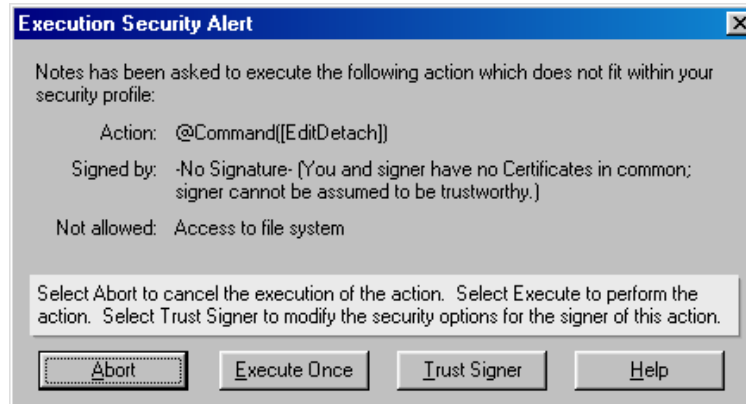 Execution Security Alert
Notes has been asked to execute the following action which does not fit within your
security profile:
Action: @Command([EditDetach])
Signed by: -No Signature- (You and signer have no Certificates in common;
signer cannot be assumed to be trustworthy.)
Not allowed: Access to file system
Select Abort to cancel the execution of the action. Select Execute to perform the
action. Select Trust Signer to modify the security options for the signer of this action.
Abort Execute Once Trust Signer Help